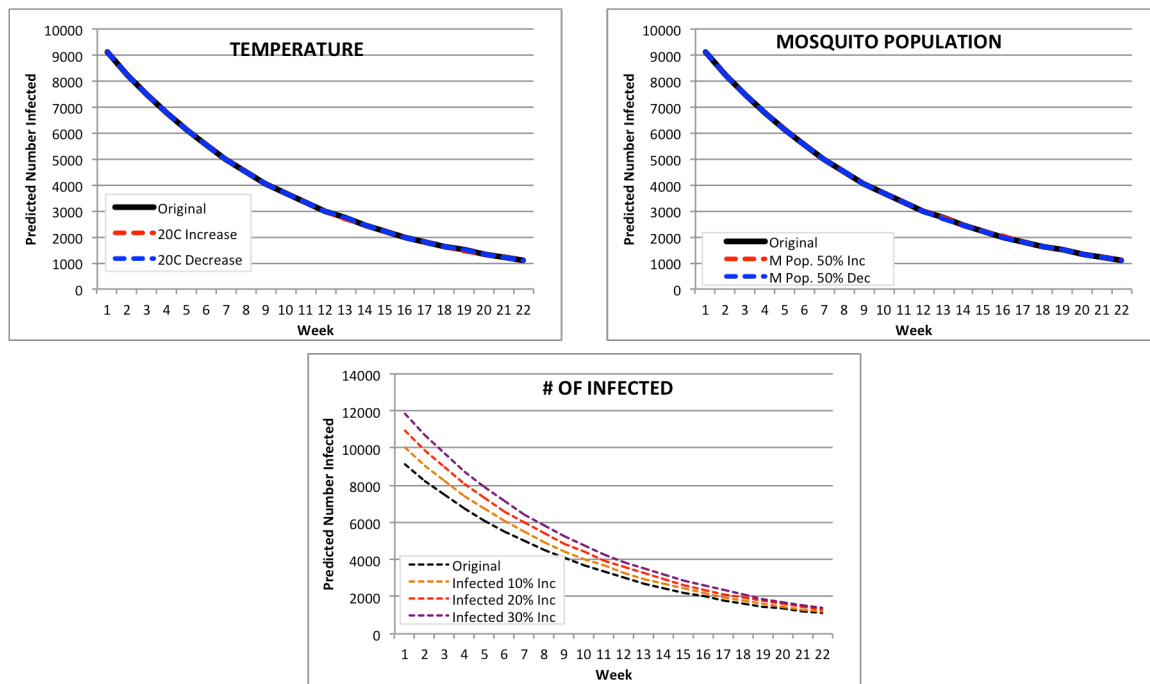 TEMPERATURE
Predicted Number Infected
10000
9000
8000
7000
6000
5000
4000
3000
2000
1000
0
Original
20C Increase
20C Decrease
1 2 3 4 5 6 7 8 9 10 11 12 13 14 15 16 17 18 19 20 21 22
Week
MOSQUITO POPULATION
Predicted Number Infected
10000
9000
8000
7000
6000
5000
4000
3000
2000
1000
0
Original
M Pop. 50% Inc
M Pop. 50% Dec
1 2 3 4 5 6 7 8 9 10 11 12 13 14 15 16 17 18 19 20 21 22
Week
# OF INFECTED
Predicted Number Infected
14000
12000
10000
8000
6000
4000
2000
0
Original
Infected 10% Inc
Infected 20% Inc
Infected 30% Inc
1 2 3 4 5 6 7 8 9 10 11 12 13 14 15 16 17 18 19 20 21 22
Week